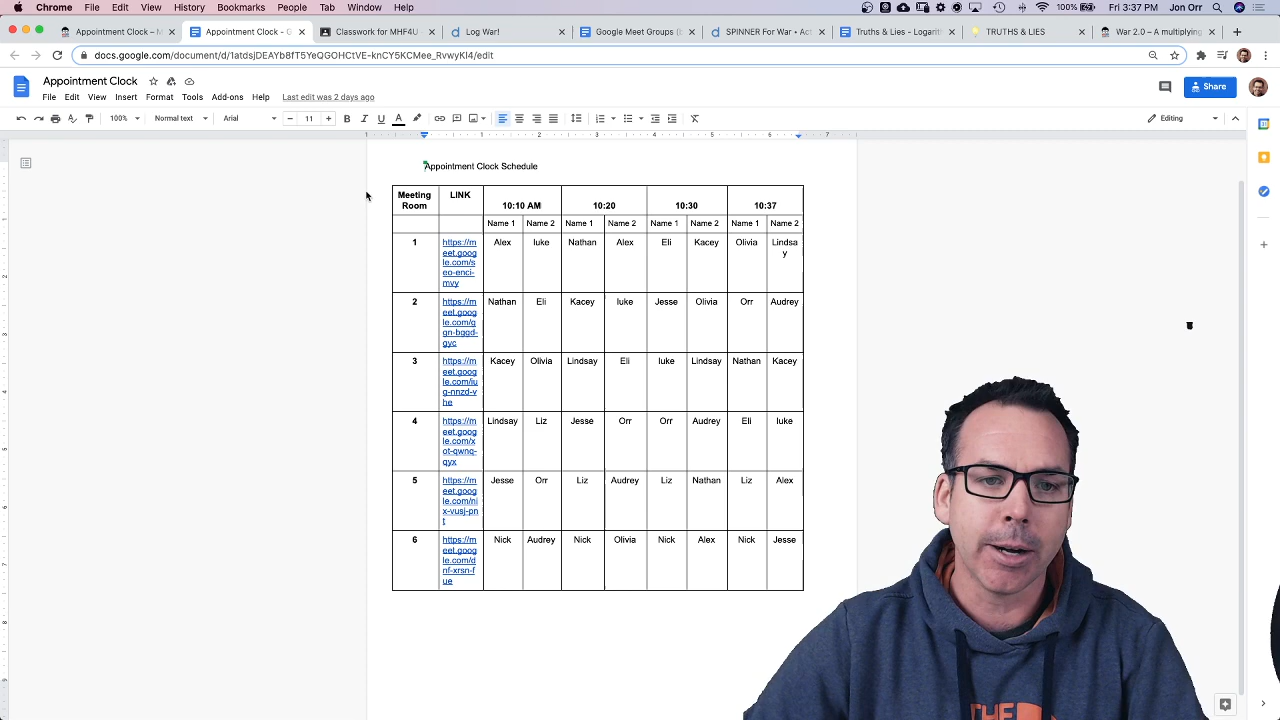 Chrome File Edit View History Bookmarks People Tab Window Help 100% Fri 3:37 PM Jon Orr
Appointment Clock – M Appointment Clock - G Classwork for MHF4U Log War! Google Meet Groups ( SPINNER For War • Ac Truths & Lies - Logarit TRUTHS & LIES War 2.0 – A multiplying
docs.google.com/document/d/1atdsjDEAYb8fT5YeQGOHCtVE-knCY5KCMee_RvwyKI4/edit
Appointment Clock
File Edit View Insert Format Tools Add-ons Help Last edit was 2 days ago
Share
100% Normal text Arial 11 Editing
Appointment Clock Schedule
Meeting Room LINK 10:10 AM 10:20 10:30 10:37
Name 1 Name 2 Name 1 Name 2 Name 1 Name 2 Name 1 Name 2
1 https://meet.google.com/seo-enci-mvy Alex luke Nathan Alex Eli Kacey Olivia Lindsay
2 https://meet.google.com/qgn-bggd-gyc Nathan Eli Kacey luke Jesse Olivia Orr Audrey
3 https://meet.google.com/iug-nnzd-vhe Kacey Olivia Lindsay Eli luke Lindsay Nathan Kacey
4 https://meet.google.com/xot-qwnq-qyx Lindsay Liz Jesse Orr Orr Audrey Eli luke
5 https://meet.google.com/nix-vusj-pnt Jesse Orr Liz Audrey Liz Nathan Liz Alex
6 https://meet.google.com/dnf-xrsn-fue Nick Audrey Nick Olivia Nick Alex Nick Jesse
THE